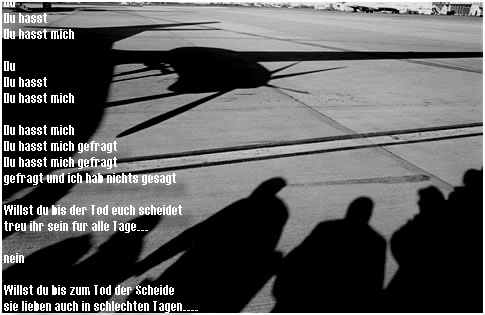 Du
Du hasst
Du hasst mich
Du
Du hasst
Du hasst mich
Du hasst mich
Du hasst mich gefragt
Du hasst mich gefragt
gefragt und ich hab nichts gesagt
Willst du bis der Tod euch scheidet
treu ihr sein fur alle Tage...
nein
Willst du bis zum Tod der Scheide
sie lieben auch in schlechten Tagen....